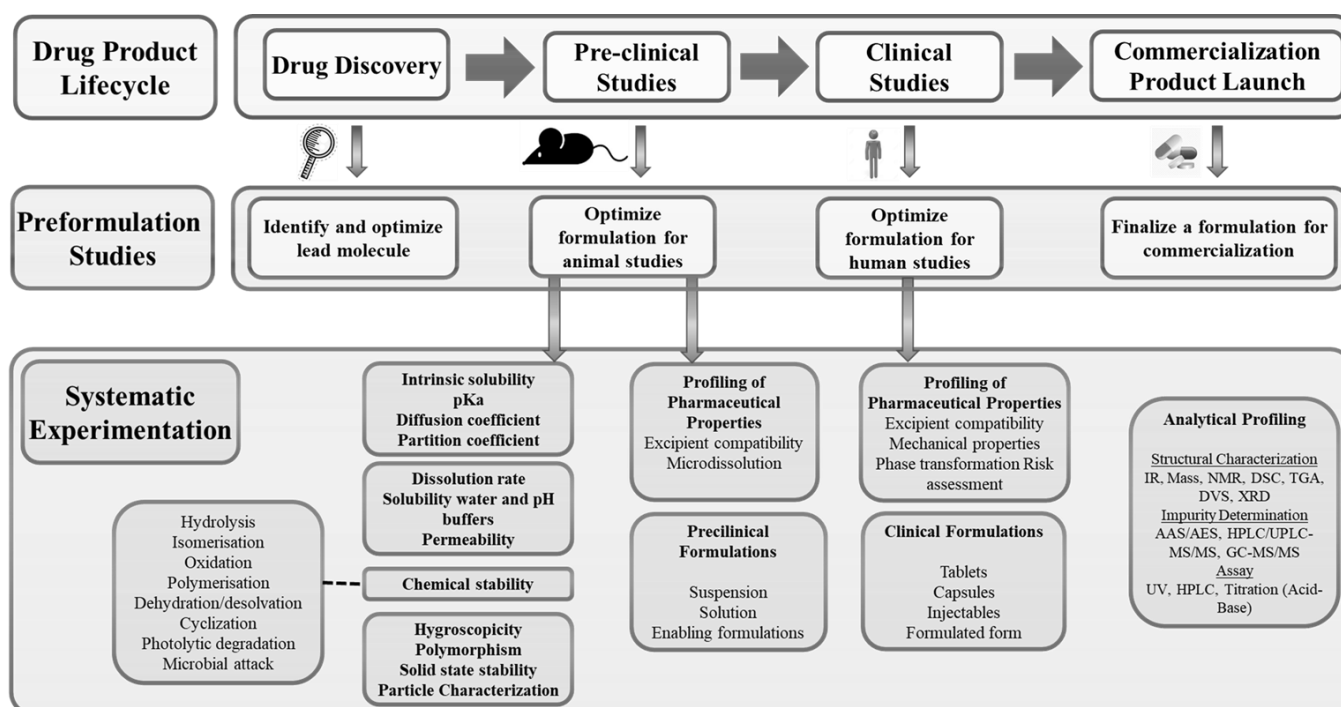 Drug Product
Lifecycle
Drug Discovery
Pre-clinical
Studies
Clinical
Studies
Commercialization
Product Launch
Preformulation
Studies
Identify and optimize
lead molecule
Optimize
formulation for
animal studies
Optimize
formulation for
human studies
Finalize a formulation for
commercialization
Systematic
Experimentation
Hydrolysis
Isomerisation
Oxidation
Polymerisation
Dehydration/desolvation
Cyclization
Photolytic degradation
Microbial attack
Intrinsic solubility
pKa
Diffusion coefficient
Partition coefficient
Dissolution rate
Solubility water and pH
buffers
Permeability
Chemical stability
Hygroscopicity
Polymorphism
Solid state stability
Particle Characterization
Profiling of
Pharmaceutical
Properties
Excipient compatibility
Microdissolution
Precilinical
Formulations
Suspension
Solution
Enabling formulations
Profiling of
Pharmaceutical Properties
Excipient compatibility
Mechanical properties
Phase transformation Risk
assessment
Clinical Formulations
Tablets
Capsules
Injectables
Formulated form
Analytical Profiling
Structural Characterization
IR, Mass, NMR, DSC, TGA,
DVS, XRD
Impurity Determination
AAS/AES, HPLC/UPLC-
MS/MS, GC-MS/MS
Assay
UV, HPLC, Titration (Acid-
Base)